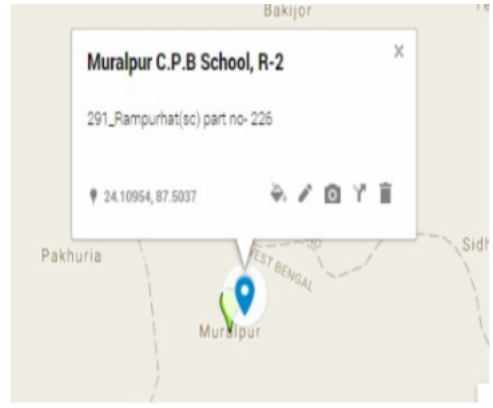 Bakijor
Muralpur C.P.B School, R-2
291_Rampurhat(sc) part no- 226
24.10954, 87.5037
Pakhuria
Sidh
WEST BENGAL
Muralpur